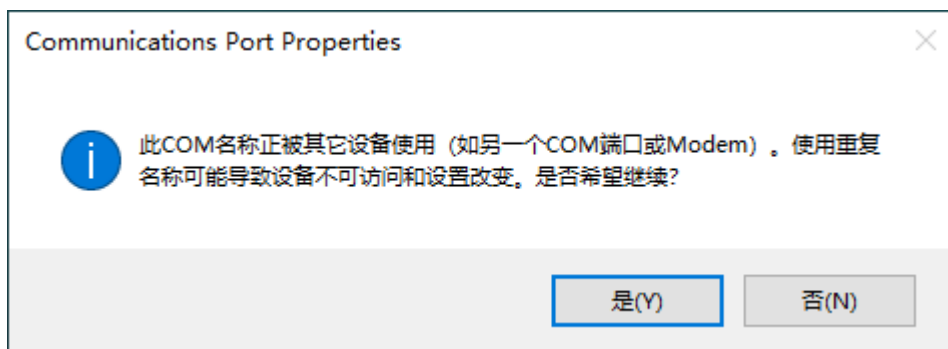 Communications Port Properties
此COM名称正被其它设备使用（如另一个COM端口或Modem）。使用重复
名称可能导致设备不可访问和设置改变。是否希望继续?
是(Y)
否(N)